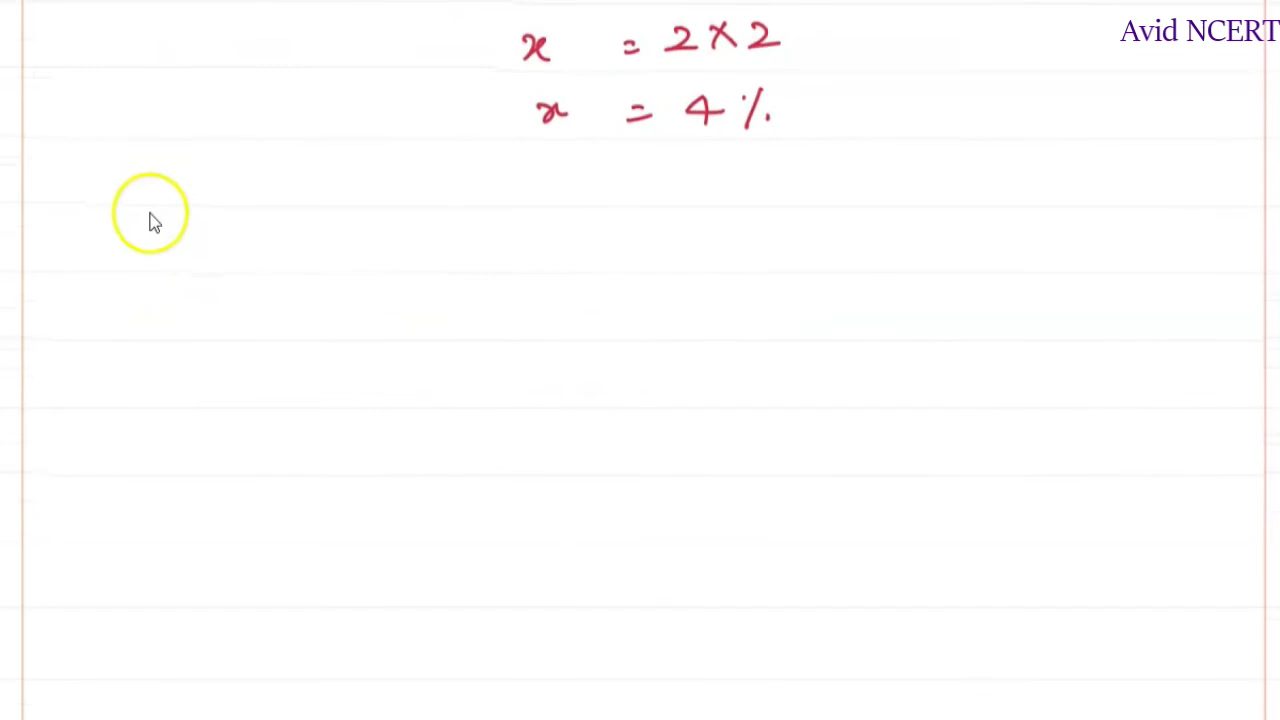 Avid NCERT
x = 2 × 2
x = 4 %